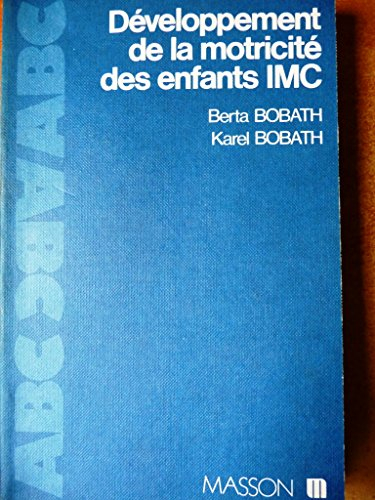 Développement
de la motricité
des enfants IMC
Berta BOBATH
Karel BOBATH
ABC
ABC
ABC
MASSON m